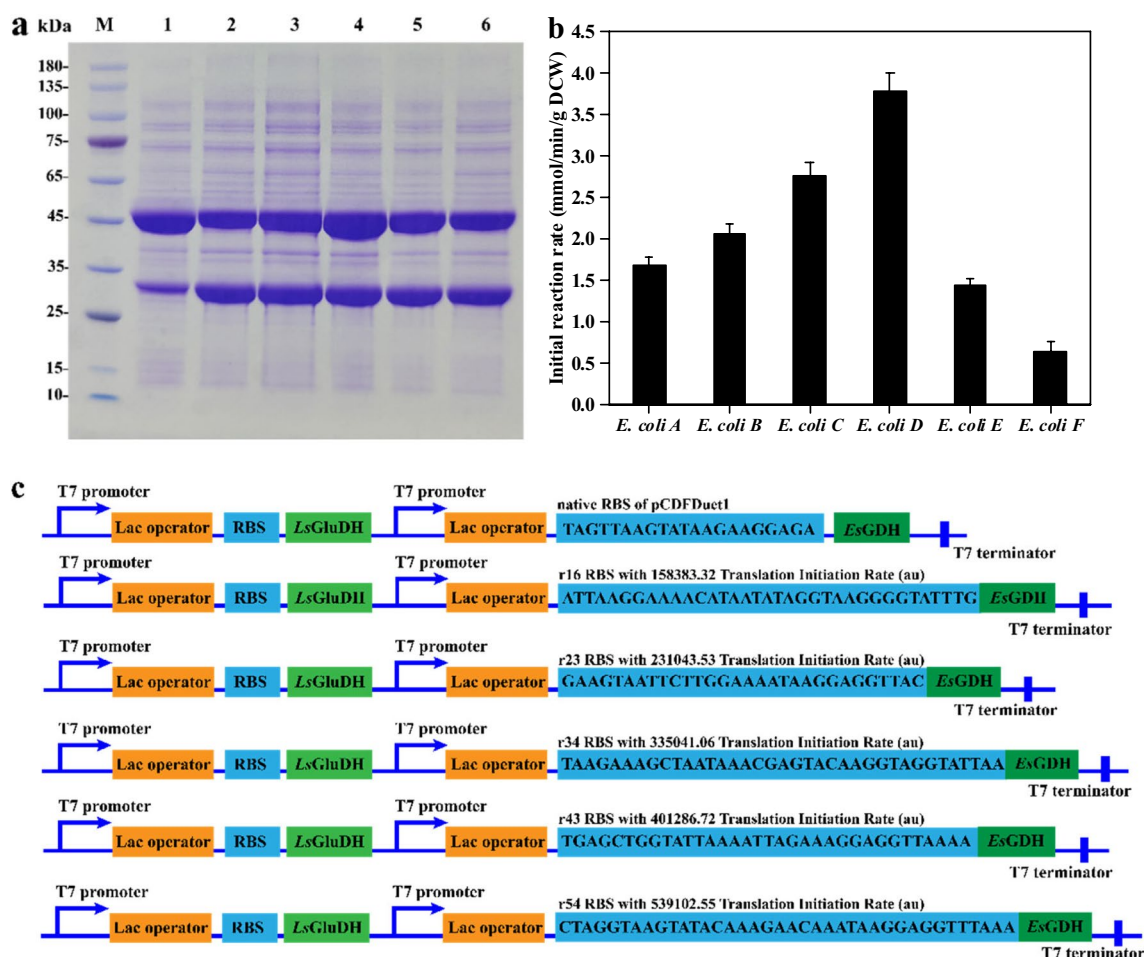 a kDa M 1 2 3 4 5 6
180-
135-
100-
75-
65-
45-
35-
25-
15-
10-
b
Initial reaction rate (mmol/min/g DCW)
4.5
4.0
3.5
3.0
2.5
2.0
1.5
1.0
0.5
0.0
E. coli A E. coli B E. coli C E. coli D E. coli E E. coli F
c
T7 promoter T7 promoter native RBS of pCDFDuet1
Lac operator RBS LsGluDH Lac operator TAGTTAAGTATAAGAAGGAGA EsGDH
T7 terminator
T7 promoter T7 promoter r16 RBS with 158383.32 Translation Initiation Rate (au)
Lac operator RBS LsGluDH Lac operator ATTAAGGAAAACATAATATAGGTAAGGGGTATTTG EsGDH
T7 terminator
T7 promoter T7 promoter r23 RBS with 231043.53 Translation Initiation Rate (au)
Lac operator RBS LsGluDH Lac operator GAAGTAATTCTTGGAAAATAAGGAGGTTAC EsGDH
T7 terminator
T7 promoter T7 promoter r34 RBS with 335041.06 Translation Initiation Rate (au)
Lac operator RBS LsGluDH Lac operator TAAGAAAGCTAATAAACGAGTACAAGGTAGGTATTAA EsGDH
T7 terminator
T7 promoter T7 promoter r43 RBS with 401286.72 Translation Initiation Rate (au)
Lac operator RBS LsGluDH Lac operator TGAGCTGGTATTAAAATTAGAAAGGAGGTTAAAA EsGDH
T7 terminator
T7 promoter T7 promoter r54 RBS with 539102.55 Translation Initiation Rate (au)
Lac operator RBS LsGluDH Lac operator CTAGGTAAGTATACAAAGAACAAATAAGGAGGTTTAAA EsGDH
T7 terminator